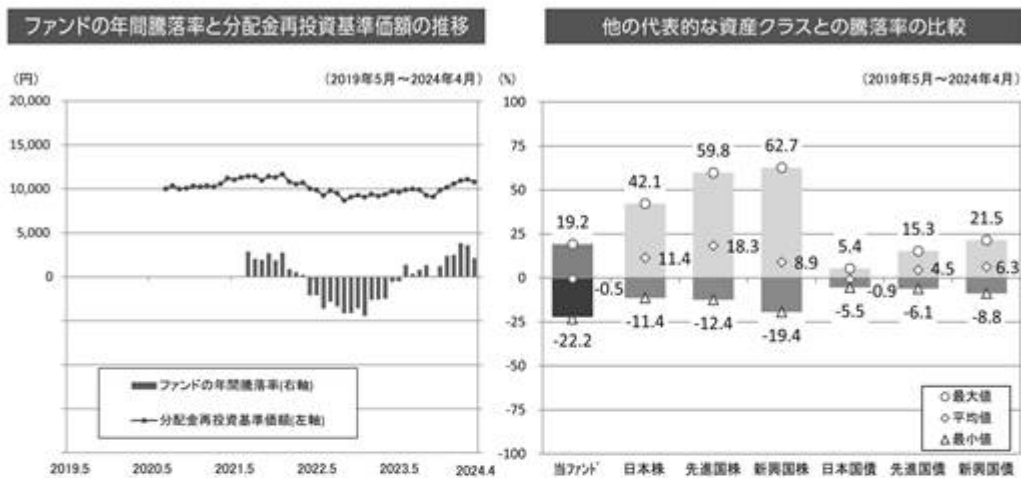 ファンドの年間騰落率と分配金再投資基準価額の推移
(円)
(2019年5月～2024年4月)
20,000
15,000
10,000
5,000
0
ファンドの年間騰落率(右軸)
分配金再投資基準価額(左軸)
2019.5 2020.5 2021.5 2022.5 2023.5 2024.4
他の代表的な資産クラスとの騰落率の比較
(%)
(2019年5月～2024年4月)
100
75
50
25
0
-25
-50
-75
-100
19.2 42.1 59.8 62.7 5.4 15.3 21.5
-0.5 11.4 18.3 8.9 -0.9 4.5 6.3
-22.2 -11.4 -12.4 -19.4 -5.5 -6.1 -8.8
最大値
平均値
最小値
当ファンド 日本株 先進国株 新興国株 日本国債 先進国債 新興国債